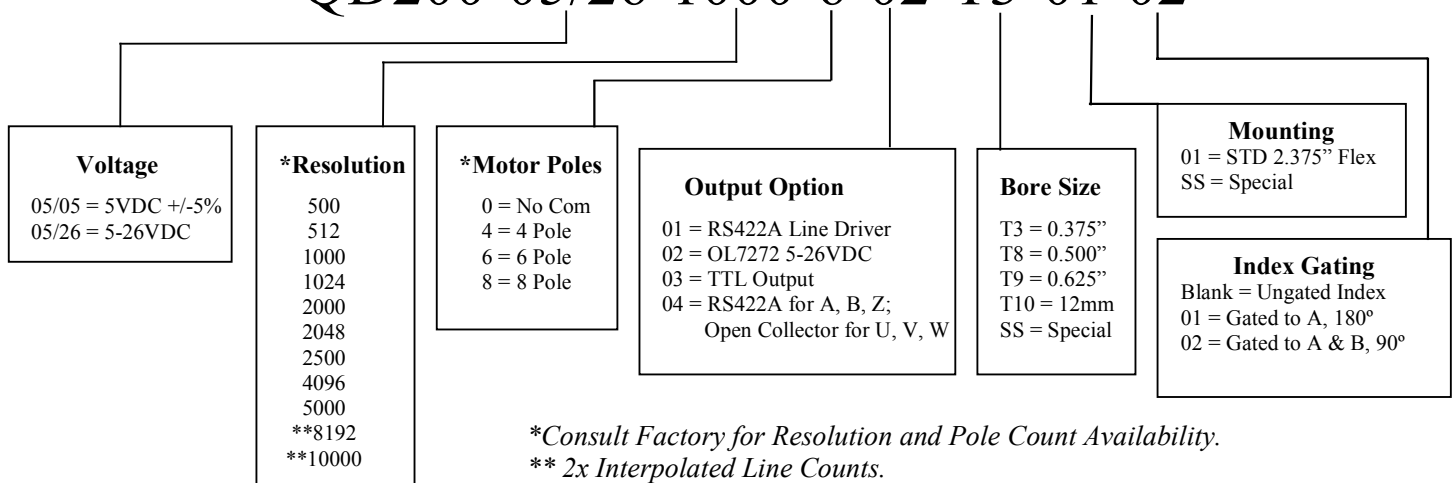 Voltage
05/05 = 5VDC +/-5%
05/26 = 5-26VDC
*Resolution
500
512
1000
1024
2000
2048
2500
4096
5000
**8192
**10000
*Motor Poles
0 = No Com
4 = 4 Pole
6 = 6 Pole
8 = 8 Pole
Output Option
01 = RS422A Line Driver
02 = OL7272 5-26VDC
03 = TTL Output
04 = RS422A for A, B, Z;
Open Collector for U, V, W
Bore Size
T3 = 0.375”
T8 = 0.500”
T9 = 0.625”
T10 = 12mm
SS = Special
Mounting
01 = STD 2.375” Flex
SS = Special
Index Gating
Blank = Ungated Index
01 = Gated to A, 180º
02 = Gated to A & B, 90º
*Consult Factory for Resolution and Pole Count Availability.
** 2x Interpolated Line Counts.